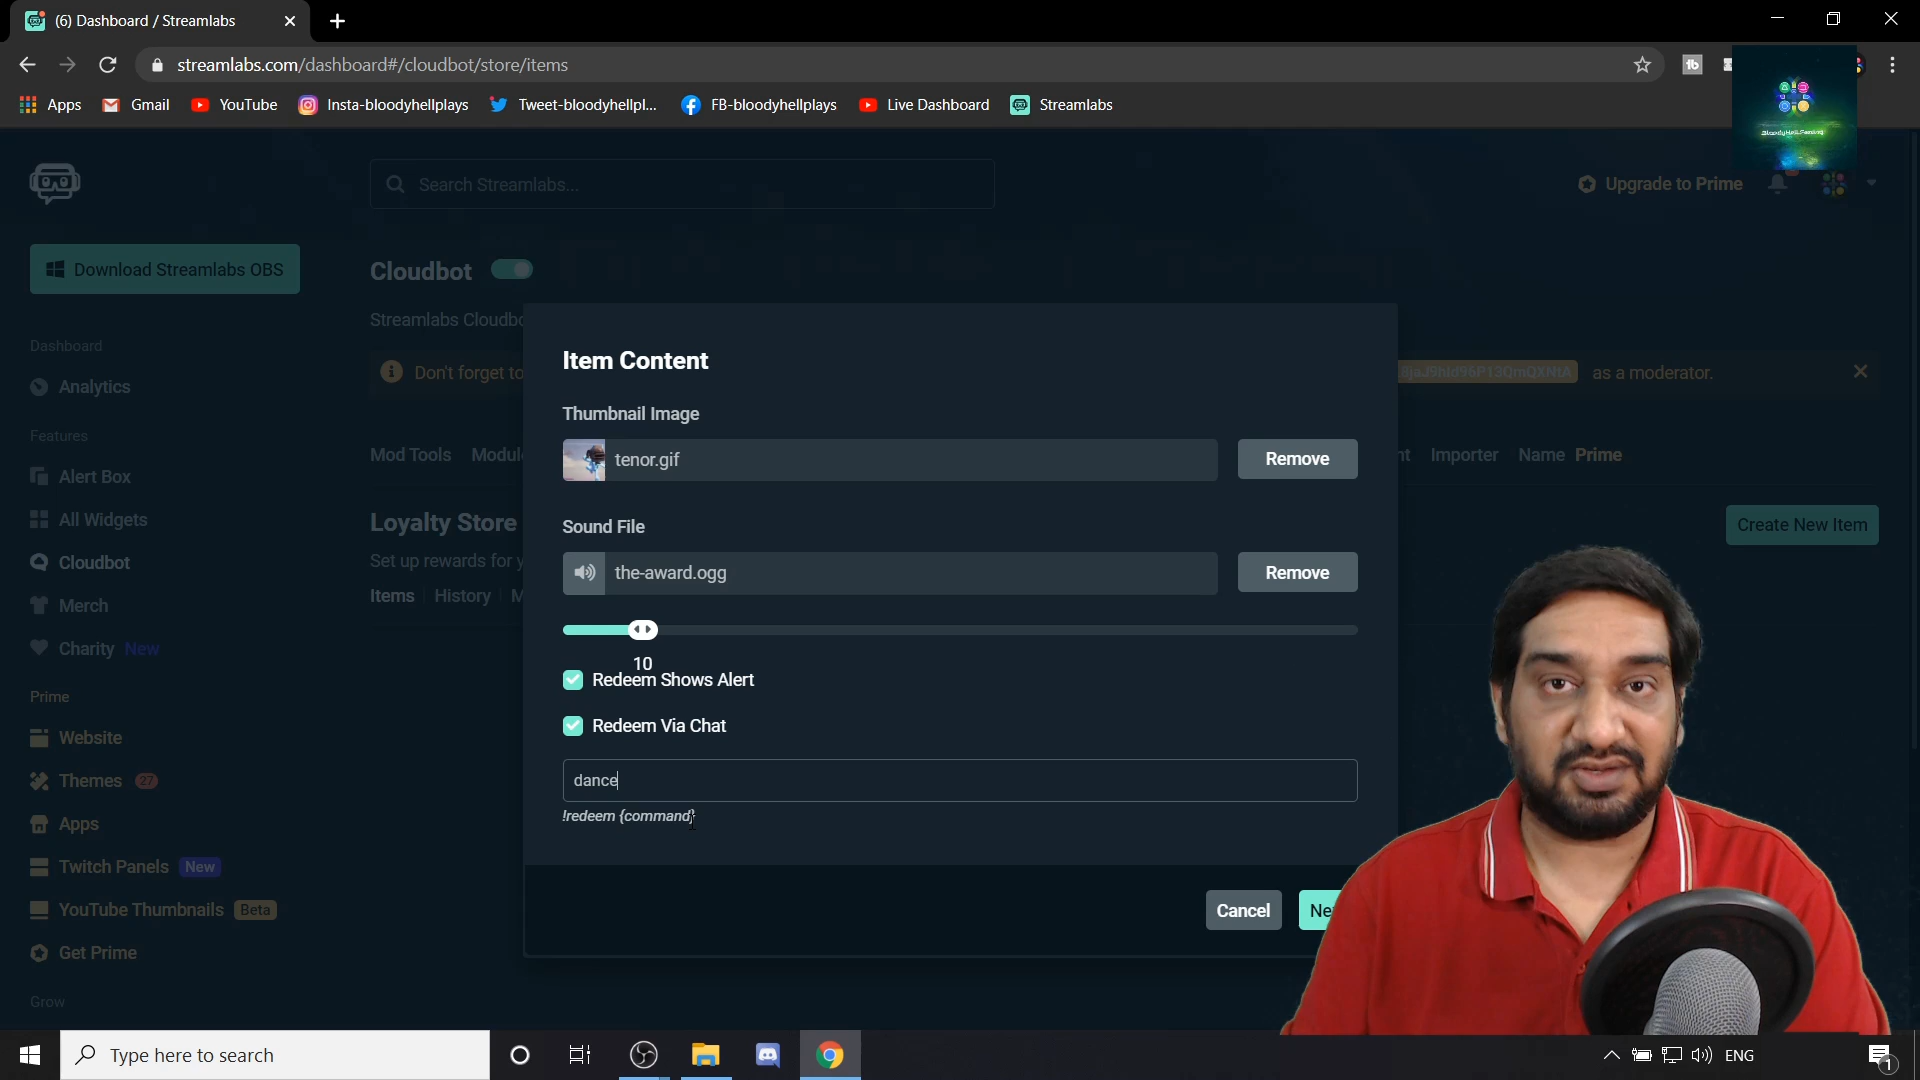 (6) Dashboard / Streamlabs
streamlabs.com/dashboard#/cloudbot/store/items
Apps Gmail YouTube Insta-bloodyhellplays Tweet-bloodyhellpl... FB-bloodyhellplays Live Dashboard Streamlabs
Search Streamlabs...
Upgrade to Prime
Download Streamlabs OBS
Cloudbot
Streamlabs Cloudbo
Dashboard
Analytics
Don't forget to
as a moderator.
Features
Mod Tools Modul
nt Importer Name Prime
Alert Box
All Widgets
Cloudbot
Merch
Charity New
Loyalty Store
Create New Item
Set up rewards for y
Items History M
Item Content
Thumbnail Image
tenor.gif Remove
Sound File
the-award.ogg Remove
10
Redeem Shows Alert
Redeem Via Chat
dance
!redeem {command}
Cancel Ne
Prime
Website
Themes 27
Apps
Twitch Panels New
YouTube Thumbnails Beta
Get Prime
Grow
Type here to search
ENG
1